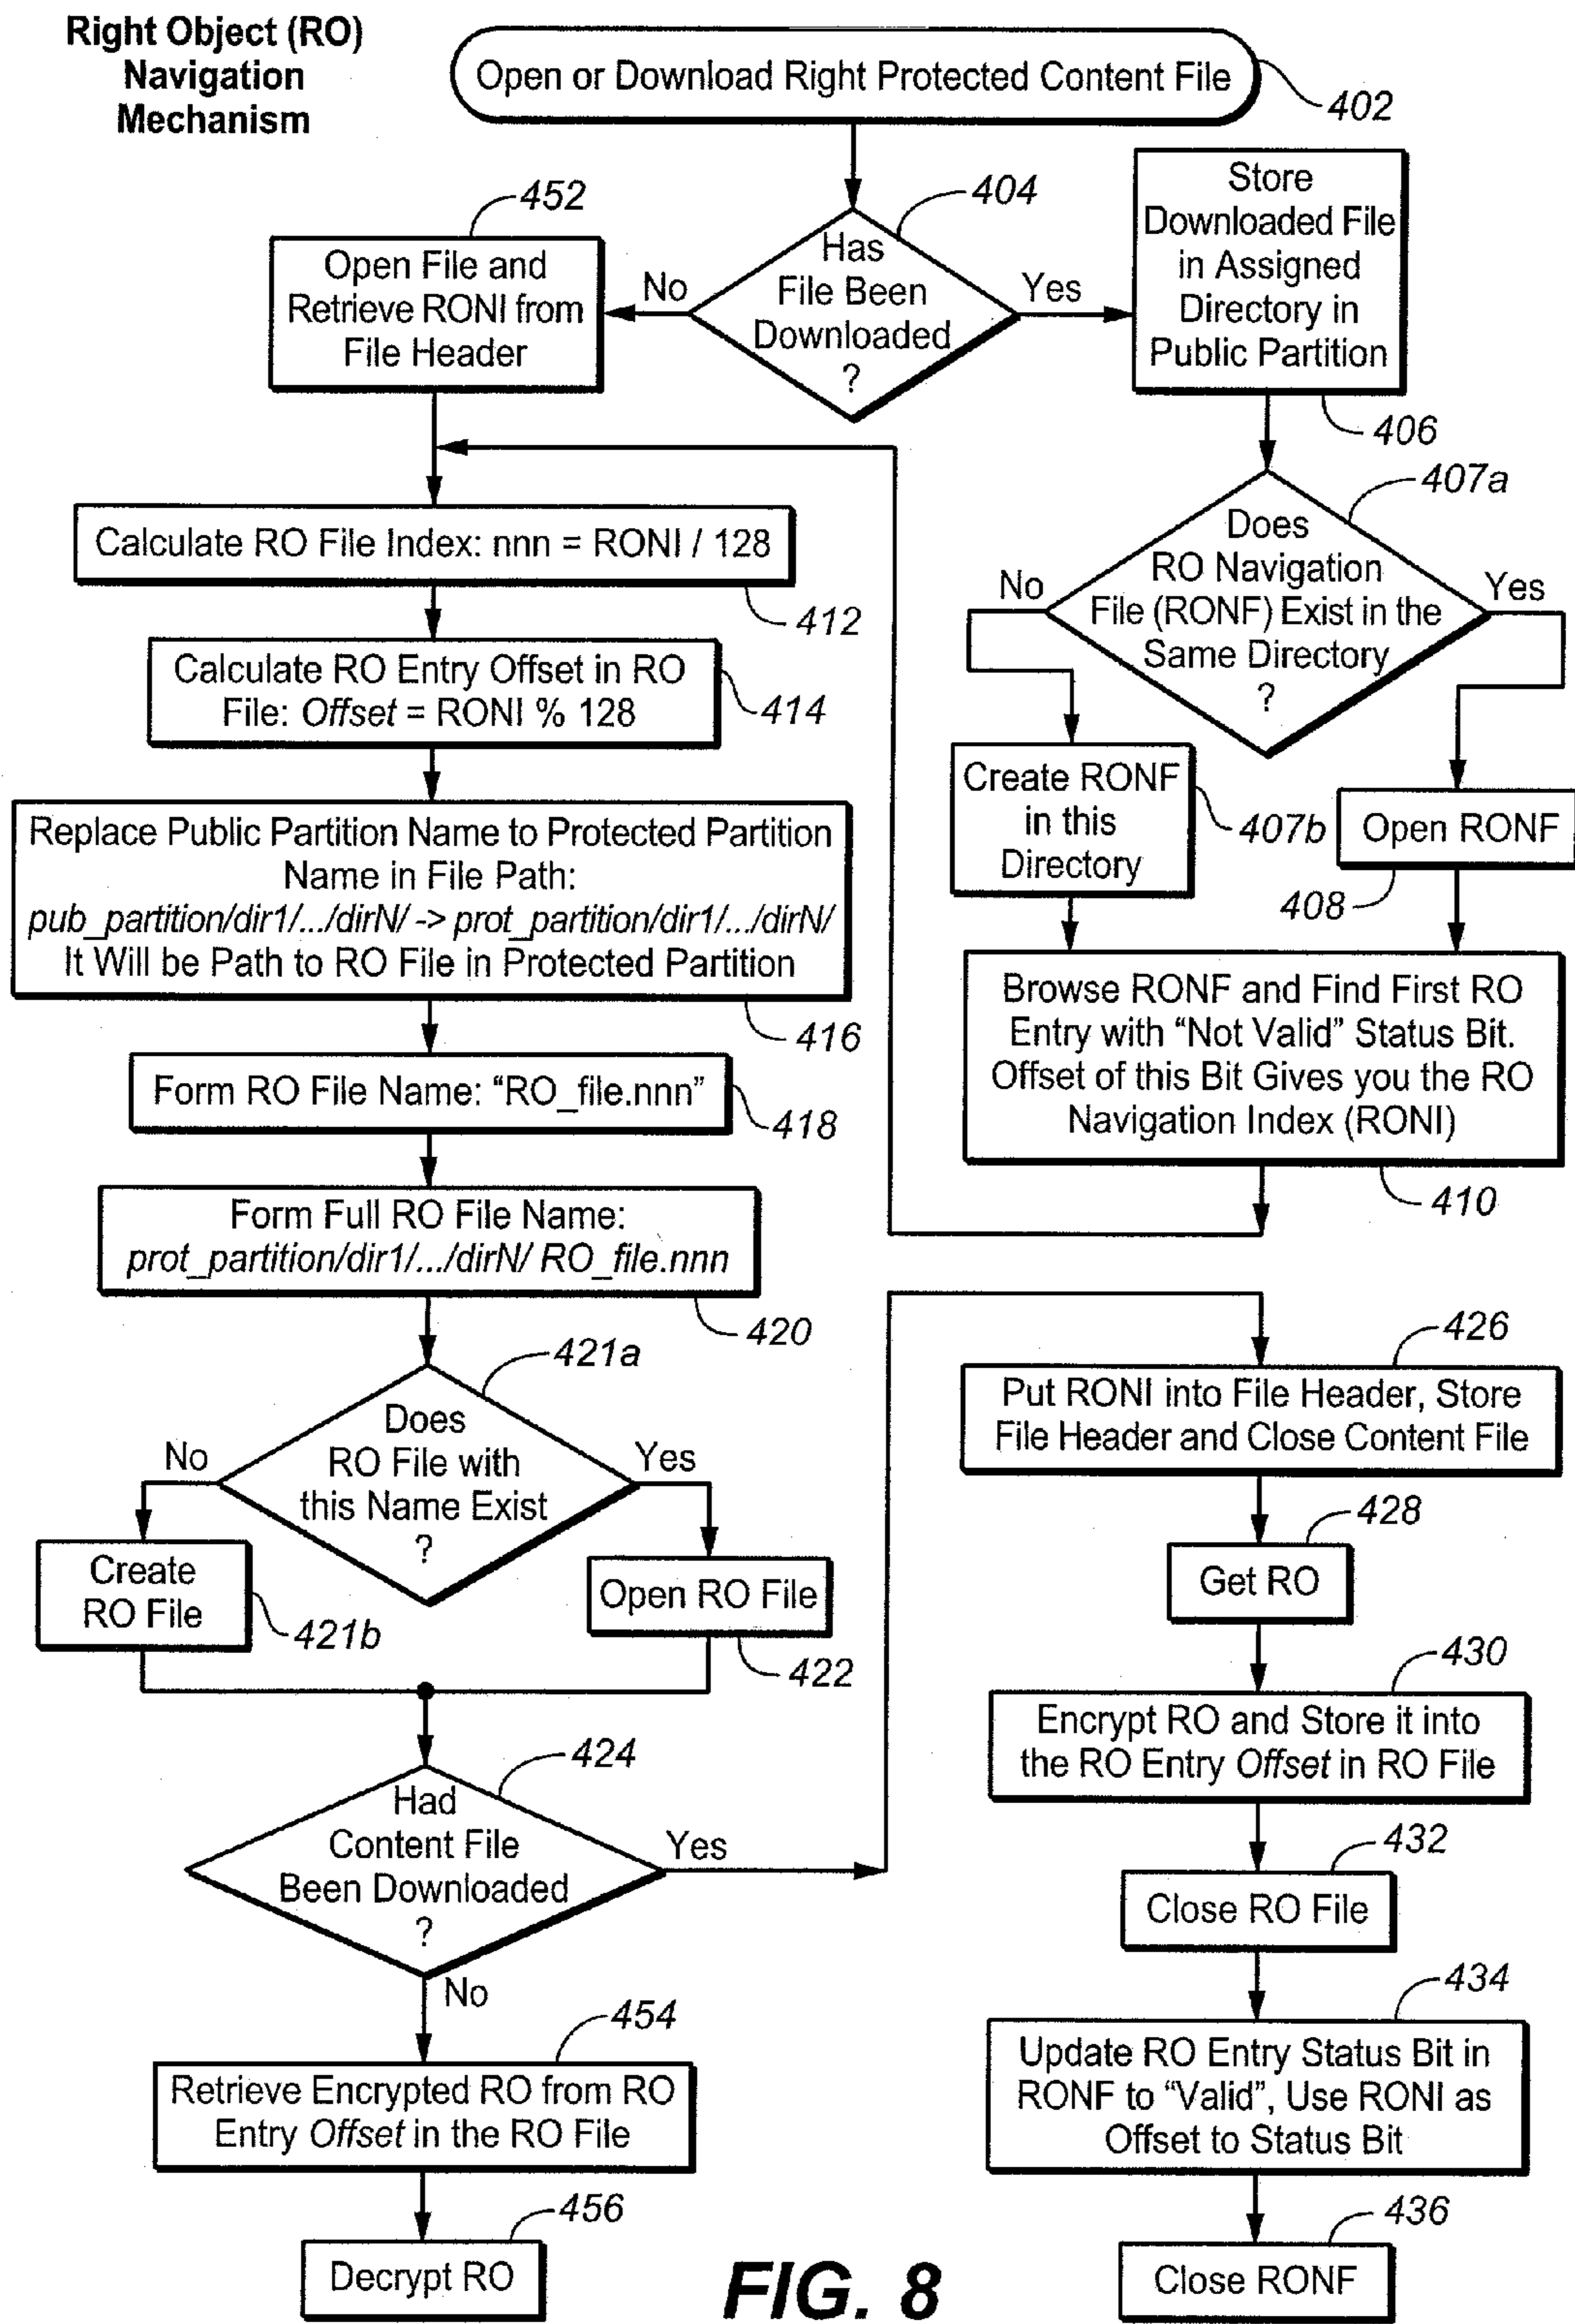 Right Object (RO)
Navigation
Mechanism
Open or Download Right Protected Content File
402
404
Has
File Been
Downloaded
?
No
Yes
452
Open File and
Retrieve RONI from
File Header
Store
Downloaded File
in Assigned
Directory in
Public Partition
406
407a
Does
RO Navigation
File (RONF) Exist in the
Same Directory
?
No
Yes
Create RONF
in this
Directory
407b
Open RONF
408
Browse RONF and Find First RO
Entry with “Not Valid” Status Bit.
Offset of this Bit Gives you the RO
Navigation Index (RONI)
410
Calculate RO File Index: nnn = RONI / 128
412
Calculate RO Entry Offset in RO
File: Offset = RONI % 128
414
Replace Public Partition Name to Protected Partition
Name in File Path:
pub_partition/dir1/.../dirN/ -> prot_partition/dir1/.../dirN/
It Will be Path to RO File in Protected Partition
416
Form RO File Name: “RO_file.nnn”
418
Form Full RO File Name:
prot_partition/dir1/.../dirN/ RO_file.nnn
420
421a
Does
RO File with
this Name Exist
?
No
Yes
Create
RO File
421b
Open RO File
422
424
Had
Content File
Been Downloaded
?
Yes
No
454
Retrieve Encrypted RO from RO
Entry Offset in the RO File
456
Decrypt RO
426
Put RONI into File Header, Store
File Header and Close Content File
428
Get RO
430
Encrypt RO and Store it into
the RO Entry Offset in RO File
432
Close RO File
434
Update RO Entry Status Bit in
RONF to “Valid”, Use RONI as
Offset to Status Bit
436
Close RONF
FIG. 8